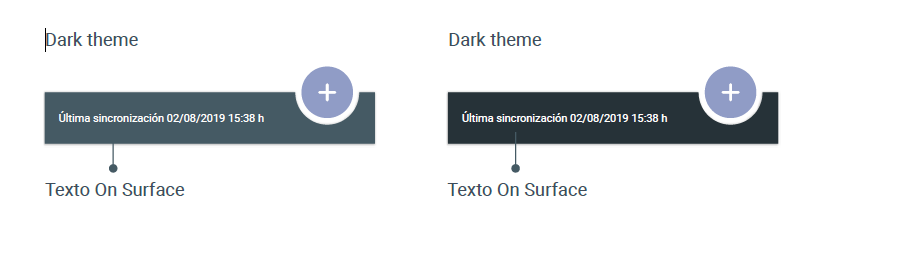 Dark theme
Última sincronización 02/08/2019 15:38 h
Texto On Surface
Dark theme
Última sincronización 02/08/2019 15:38 h
Texto On Surface